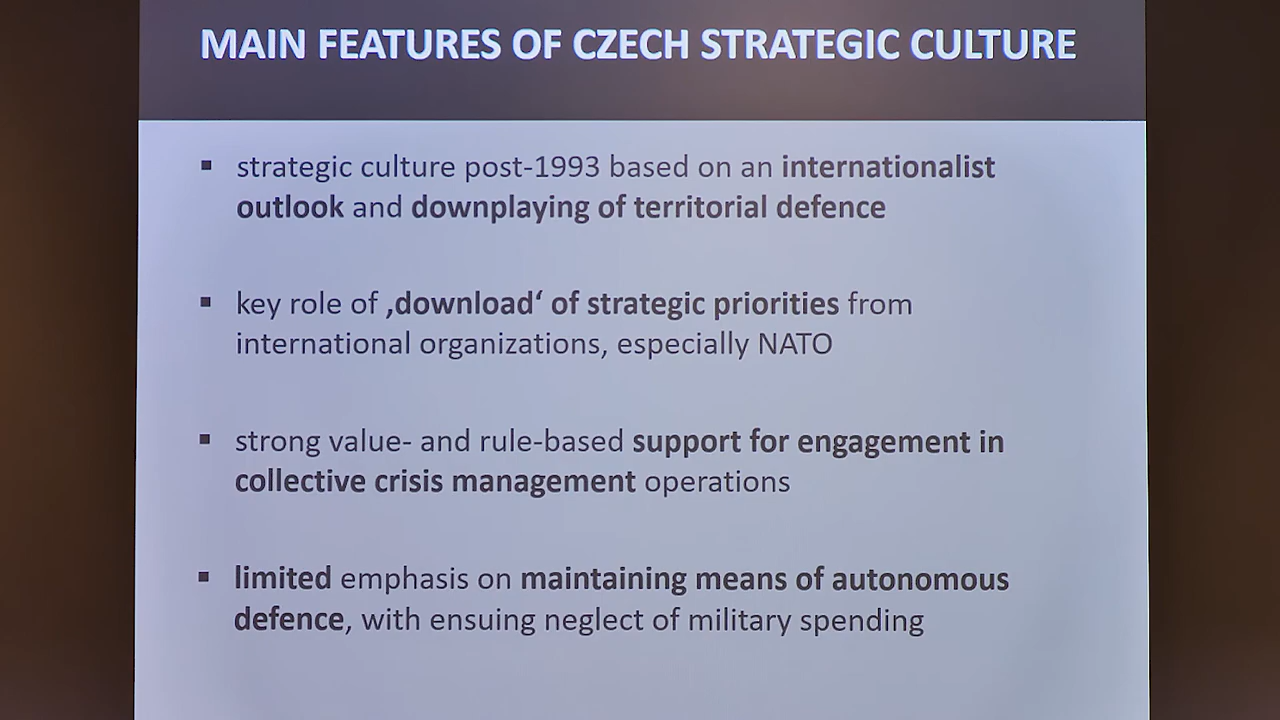 MAIN FEATURES OF CZECH STRATEGIC CULTURE
▪ strategic culture post-1993 based on an internationalist
outlook and downplaying of territorial defence
▪ key role of ‚download‘ of strategic priorities from
international organizations, especially NATO
▪ strong value- and rule-based support for engagement in
collective crisis management operations
▪ limited emphasis on maintaining means of autonomous
defence, with ensuing neglect of military spending